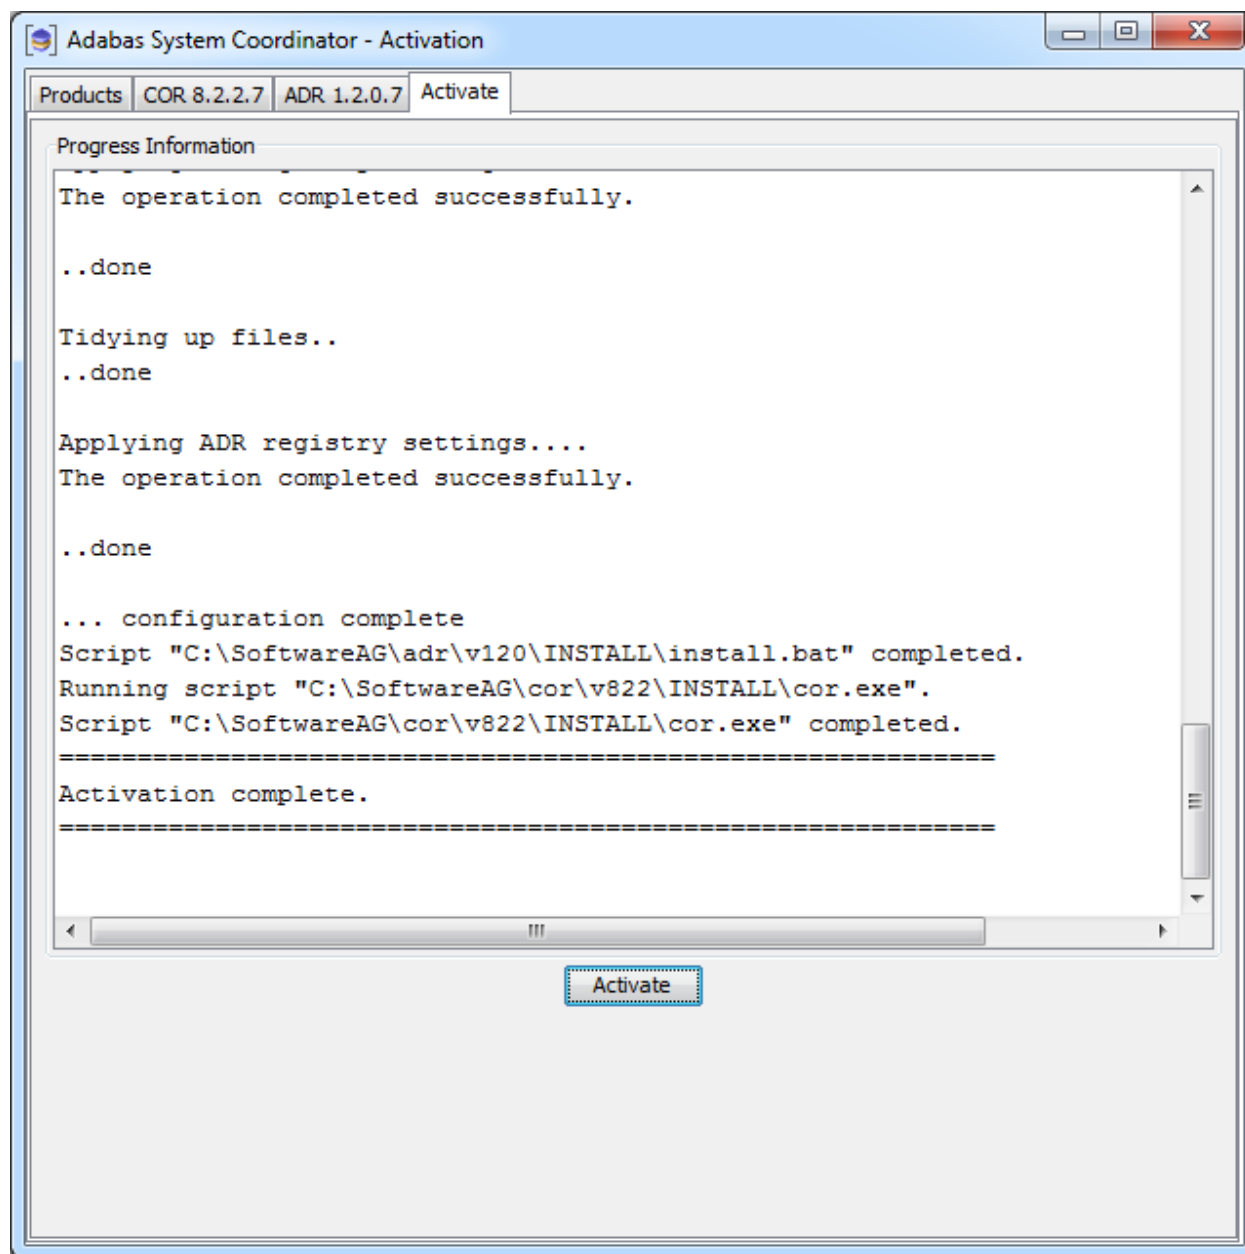 Adabas System Coordinator - Activation
Products COR 8.2.2.7 ADR 1.2.0.7 Activate
Progress Information
The operation completed successfully.
..done
Tidying up files..
..done
Applying ADR registry settings....
The operation completed successfully.
..done
... configuration complete
Script "C:\SoftwareAG\adr\v120\INSTALL\install.bat" completed.
Running script "C:\SoftwareAG\cor\v822\INSTALL\cor.exe".
Script "C:\SoftwareAG\cor\v822\INSTALL\cor.exe" completed.
============================================================
Activation complete.
============================================================
Activate